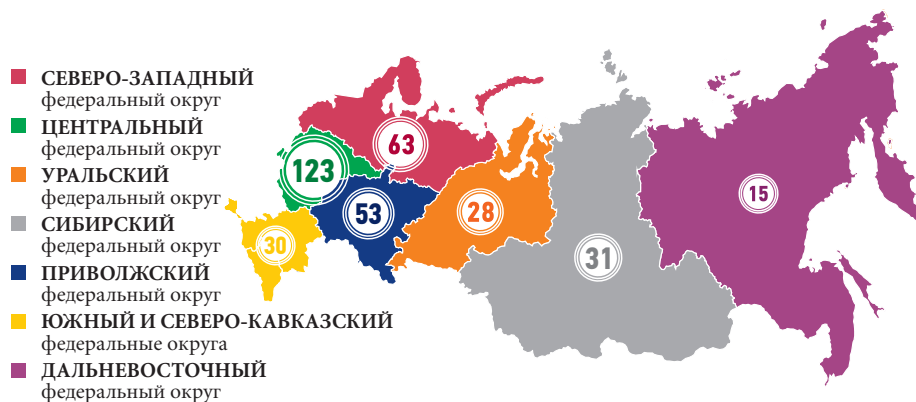 СЕВЕРО-ЗАПАДНЫЙ
федеральный округ
ЦЕНТРАЛЬНЫЙ
федеральный округ
УРАЛЬСКИЙ
федеральный округ
СИБИРСКИЙ
федеральный округ
ПРИВОЛЖСКИЙ
федеральный округ
ЮЖНЫЙ И СЕВЕРО-КАВКАЗСКИЙ
федеральные округа
ДАЛЬНЕВОСТОЧНЫЙ
федеральный округ
63
123
53
28
15
30
31